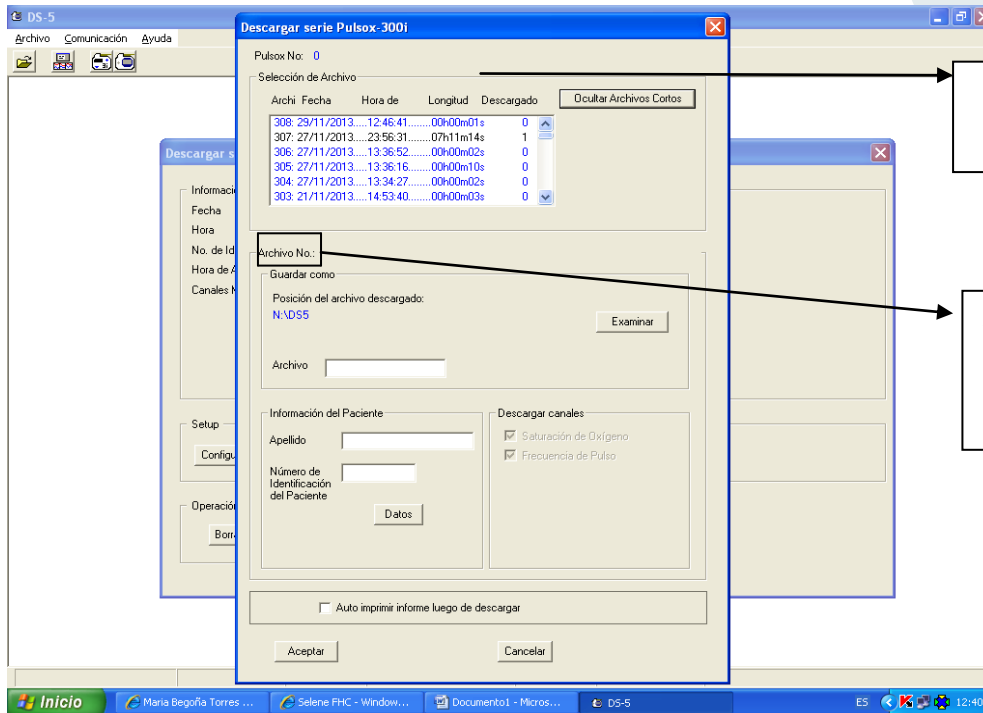 DS-5
Archivo Comunicación Ayuda
Descargar serie Pulsox-300i
Pulsox No: 0
Selección de Archivo
Archi Fecha Hora de Longitud Descargado
Ocultar Archivos Cortos
308: 29/11/2013.....12:46:41........00h00m01s 0
307: 27/11/2013.....23:56:31........07h11m14s 1
306: 27/11/2013.....13:36:52........00h00m02s 0
305: 27/11/2013.....13:36:16........00h00m10s 0
304: 27/11/2013.....13:34:27........00h00m02s 0
303: 21/11/2013.....14:53:40........00h00m03s 0
Descargar s
Informaci
Fecha
Hora
No. de Id
Hora de A
Canales M
Setup
Configu
Operación
Borra
Archivo No.:
Guardar como
Posición del archivo descargado:
N:\DS5
Examinar
Archivo
Información del Paciente
Apellido
Número de
Identificación
del Paciente
Datos
Descargar canales
Saturación de Oxígeno
Frecuencia de Pulso
Auto imprimir informe luego de descargar
Aceptar
Cancelar
Inicio
Maria Begoña Torres ...
Selene FHC - Window...
Documento1 - Micros...
DS-5
ES
12:40